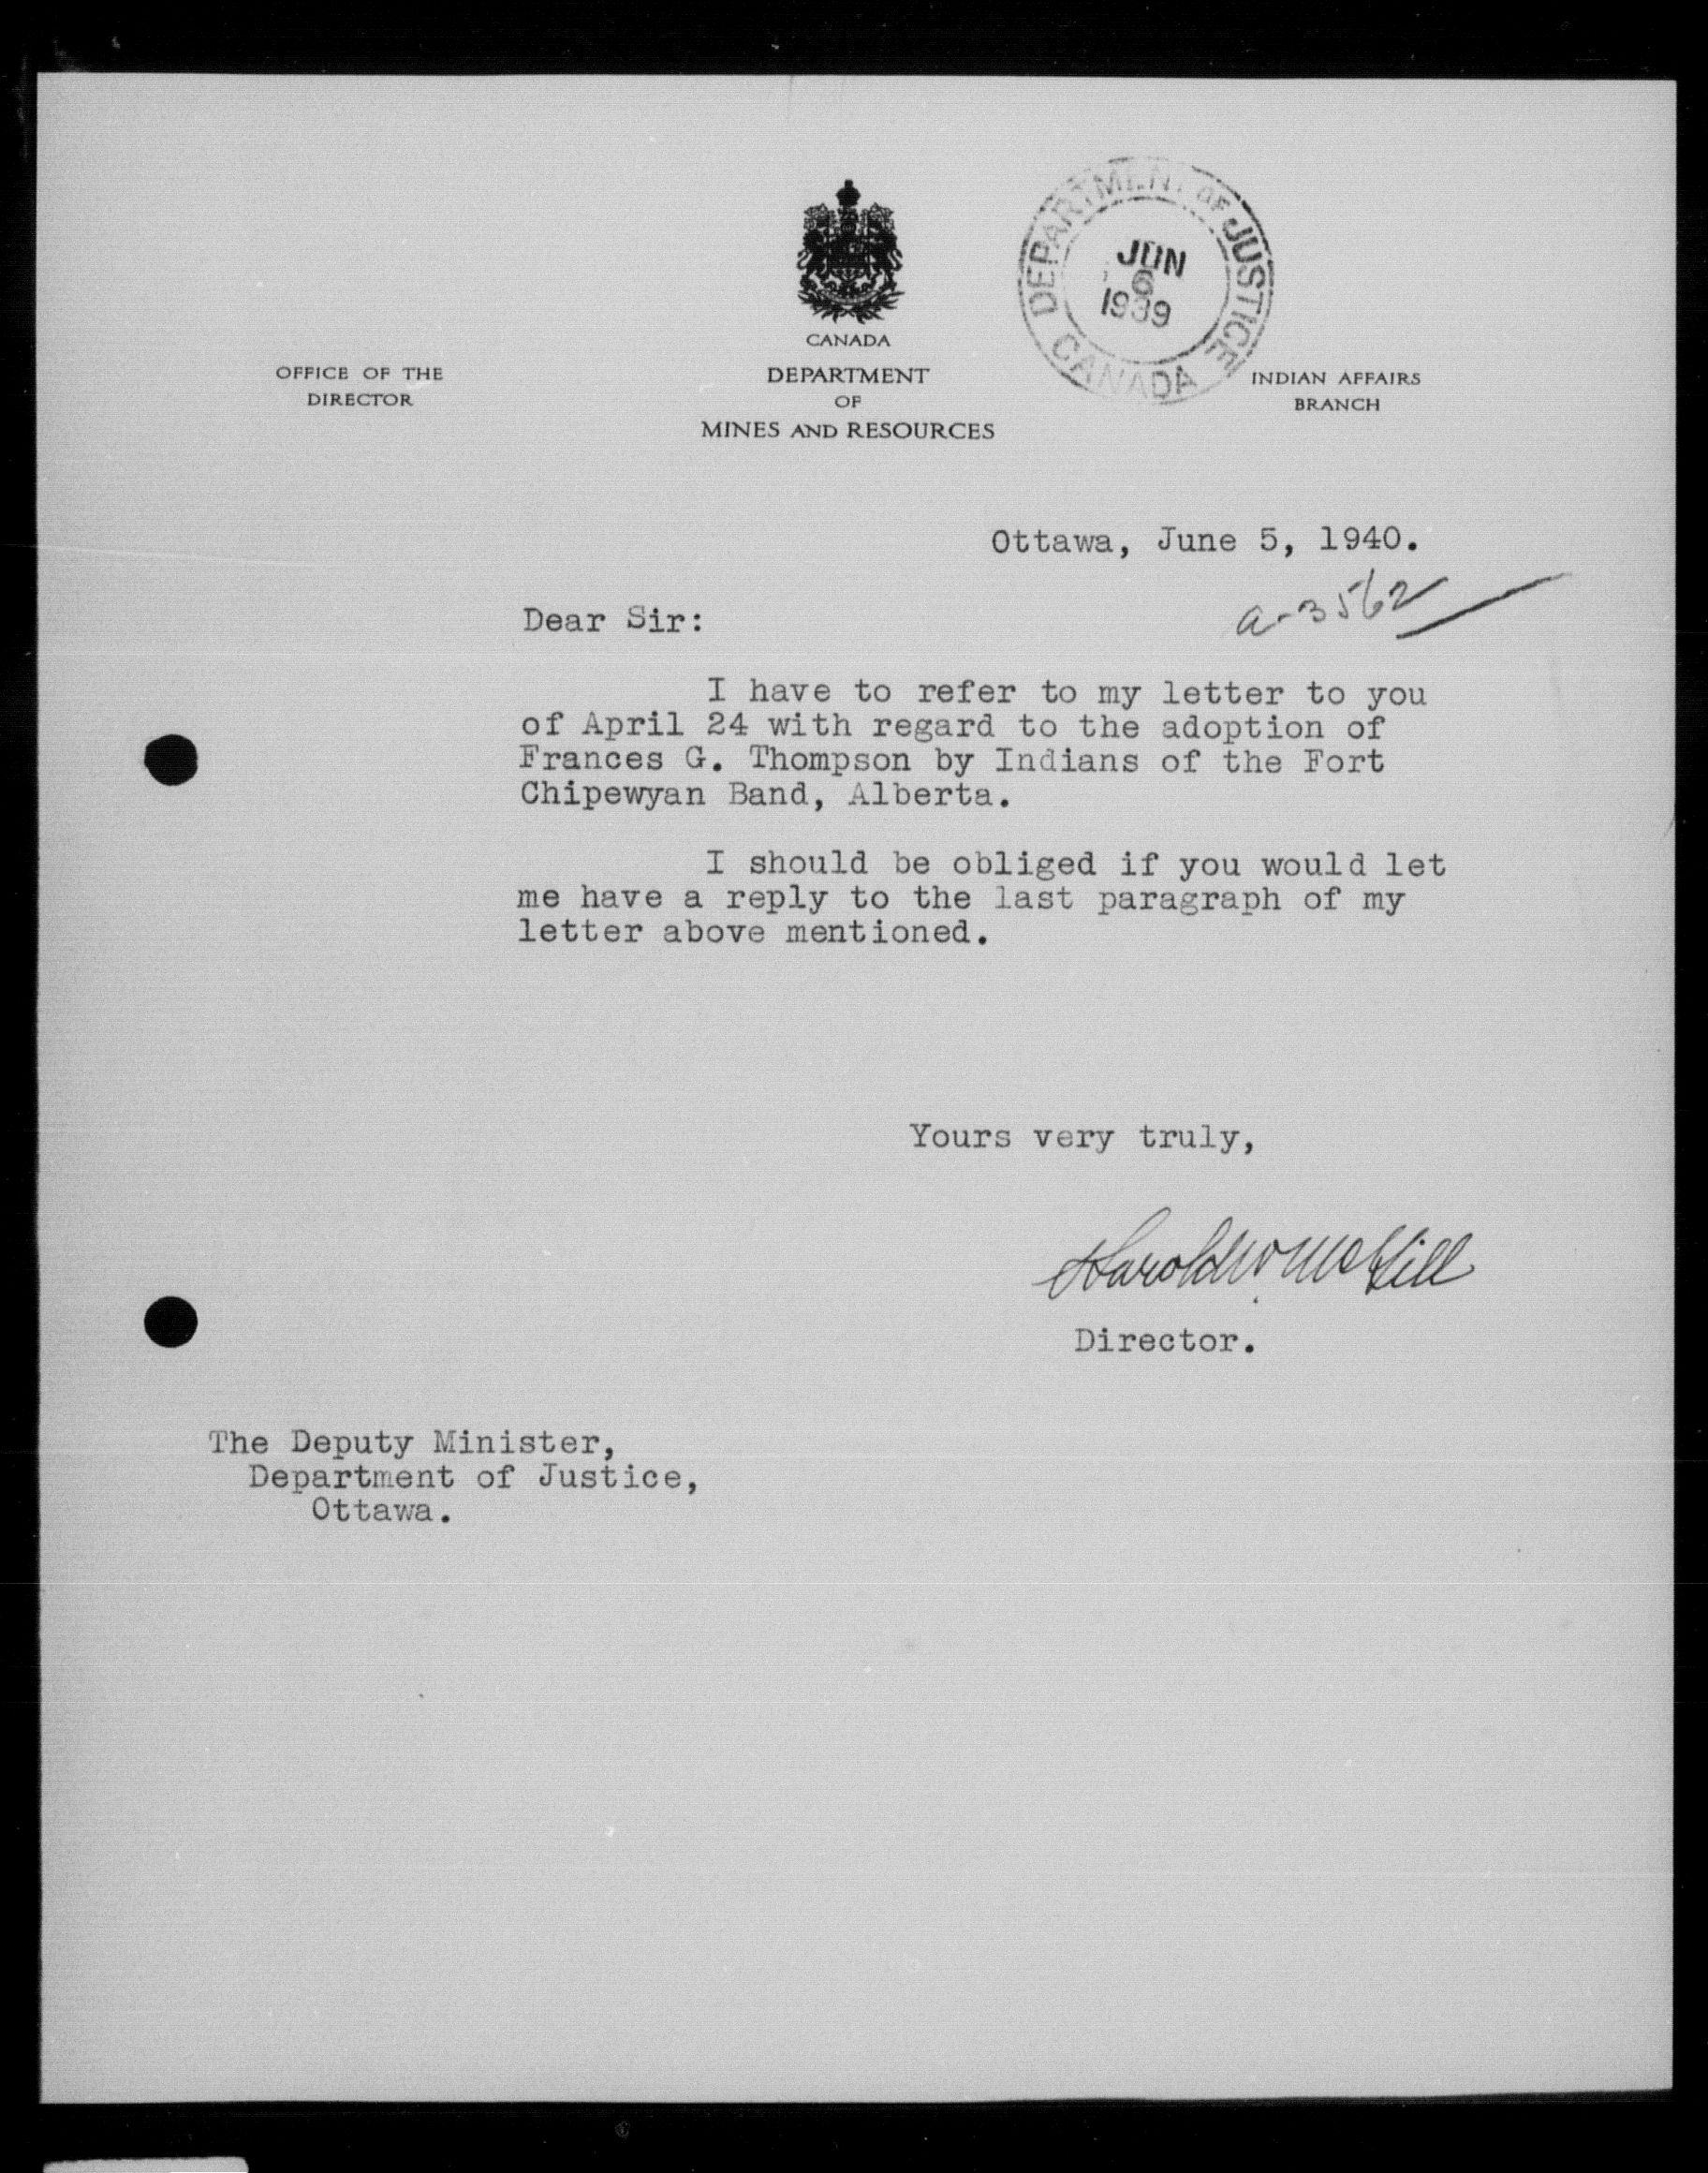 CANADA
DEPARTMENT OF JUSTICE
CANADA
JUN
6
1939
OFFICE OF THE
DIRECTOR
DEPARTMENT
OF
MINES AND RESOURCES
INDIAN AFFAIRS
BRANCH
Ottawa, June 5, 1940.
a-3562
Dear Sir:
I have to refer to my letter to you
of April 24 with regard to the adoption of
Frances G. Thompson by Indians of the Fort
Chipewyan Band, Alberta.
I should be obliged if you would let
me have a reply to the last paragraph of my
letter above mentioned.
Yours very truly,
Harold W McGill
Director.
The Deputy Minister,
Department of Justice,
Ottawa.